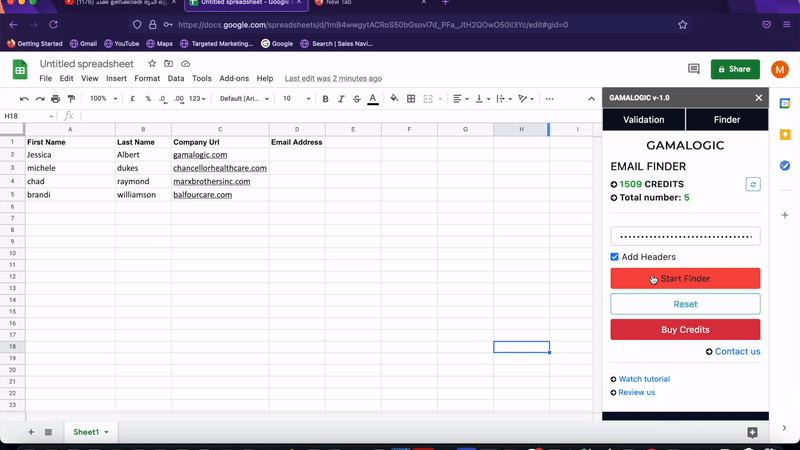 (1176) ചക്ക ഉണക്കാതെ
Untitled spreadsheet
New Tab
https://docs.google.com/spreadsheets/d/1mB4wwgytACRoS50bGsovl7d_PFa_JtH2QOwO50iI3Yc/edit#gid=0
Getting Started Gmail YouTube Maps Targeted Marketing... Google Search | Sales Navi...
Untitled spreadsheet
File Edit View Insert Format Data Tools Add-ons Help Last edit was 2 minutes ago
Share
M
100% £ % .0 .00 123 Default (Ari... 10 B I S A
H18 fx
A B C D E F G H I
1 First Name Last Name Company Url Email Address
2 Jessica Albert gamalogic.com
3 michele dukes chancellorhealthcare.com
4 chad raymond marxbrothersinc.com
5 brandi williamson balfourcare.com
6
7
8
9
10
11
12
13
14
15
16
17
18
19
20
21
22
23
Sheet1
GAMALOGIC v-1.0
Validation Finder
GAMALOGIC
EMAIL FINDER
1509 CREDITS
Total number: 5
Add Headers
Start Finder
Reset
Buy Credits
Contact us
Watch tutorial
Review us